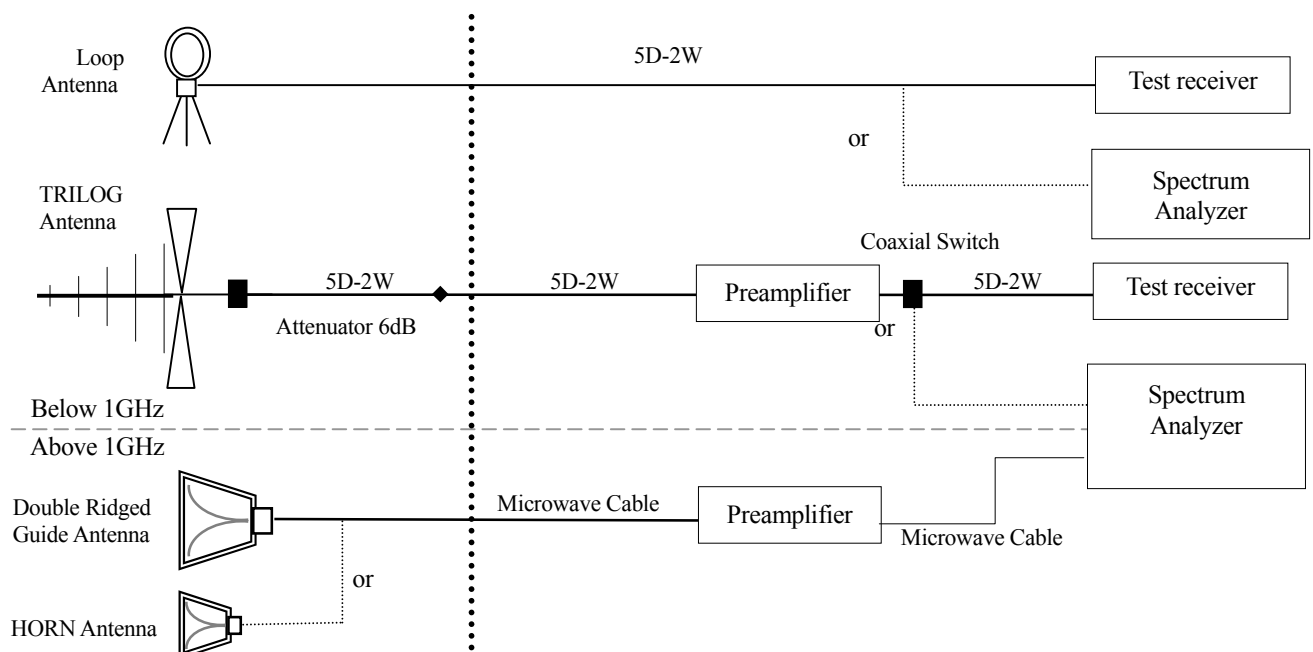 Loop
Antenna
5D-2W
Test receiver
or
Spectrum
Analyzer
TRILOG
Antenna
Coaxial Switch
5D-2W
5D-2W
Preamplifier
5D-2W
Test receiver
Attenuator 6dB
or
Below 1GHz
Spectrum
Analyzer
Above 1GHz
Double Ridged
Guide Antenna
Microwave Cable
Preamplifier
Microwave Cable
or
HORN Antenna